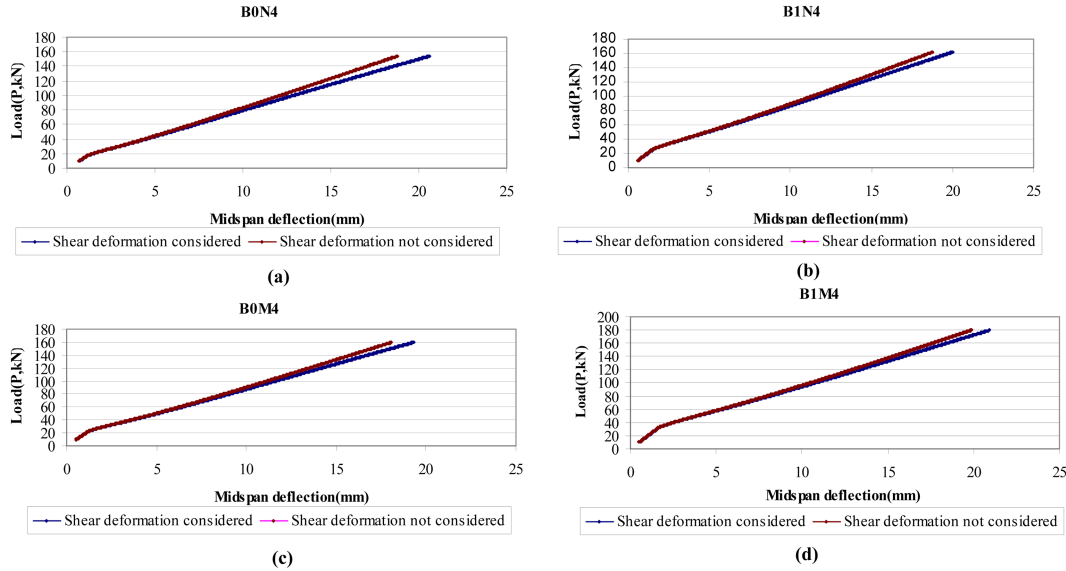 B0N4
Load(P,kN)
180
160
140
120
100
80
60
40
20
0
0 5 10 15 20 25
Midspan deflection(mm)
Shear deformation considered Shear deformation not considered
(a)
B1N4
Load(P,kN)
180
160
140
120
100
80
60
40
20
0
0 5 10 15 20 25
Midspan deflection(mm)
Shear deformation considered Shear deformation not considered
(b)
B0M4
Load(P,kN)
180
160
140
120
100
80
60
40
20
0
0 5 10 15 20 25
Midspan deflection(mm)
Shear deformation considered Shear deformation not considered
(c)
B1M4
Load(P,kN)
200
180
160
140
120
100
80
60
40
20
0
0 5 10 15 20 25
Midspan deflection(mm)
Shear deformation considered Shear deformation not considered
(d)